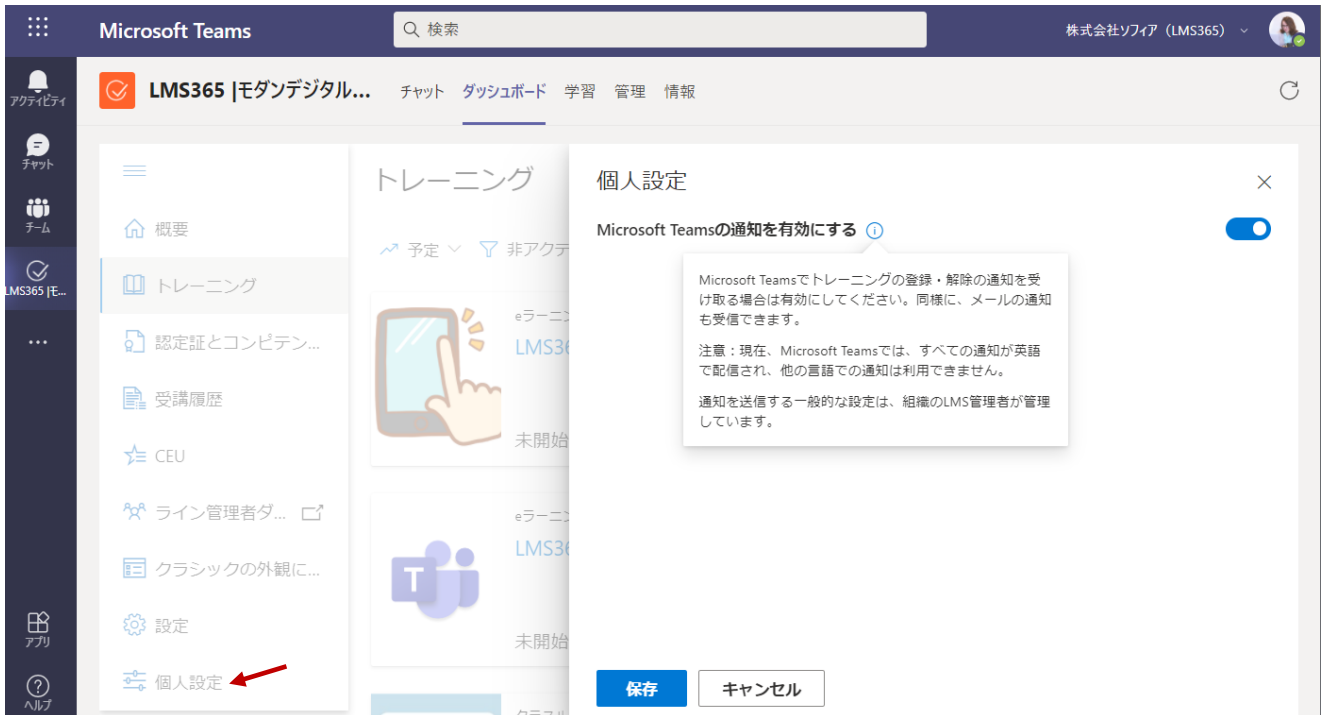 Microsoft Teams
検索
株式会社ソフィア（LMS365）
アクティビティ
チャット
チーム
LMS365 |モ...
アプリ
ヘルプ
LMS365 |モダンデジタル...
チャット ダッシュボード 学習 管理 情報
概要
トレーニング
認定証とコンピテン...
受講履歴
CEU
ライン管理者ダ...
クラシックの外観に...
設定
個人設定
トレーニング
予定 非アクテ
eラーニン
LMS36
未開始
eラーニン
LMS36
未開始
個人設定
Microsoft Teamsの通知を有効にする
Microsoft Teamsでトレーニングの登録・解除の通知を受
け取る場合は有効にしてください。同様に、メールの通知
も受信できます。
注意：現在、Microsoft Teamsでは、すべての通知が英語
で配信され、他の言語での通知は利用できません。
通知を送信する一般的な設定は、組織のLMS管理者が管理
しています。
保存 キャンセル